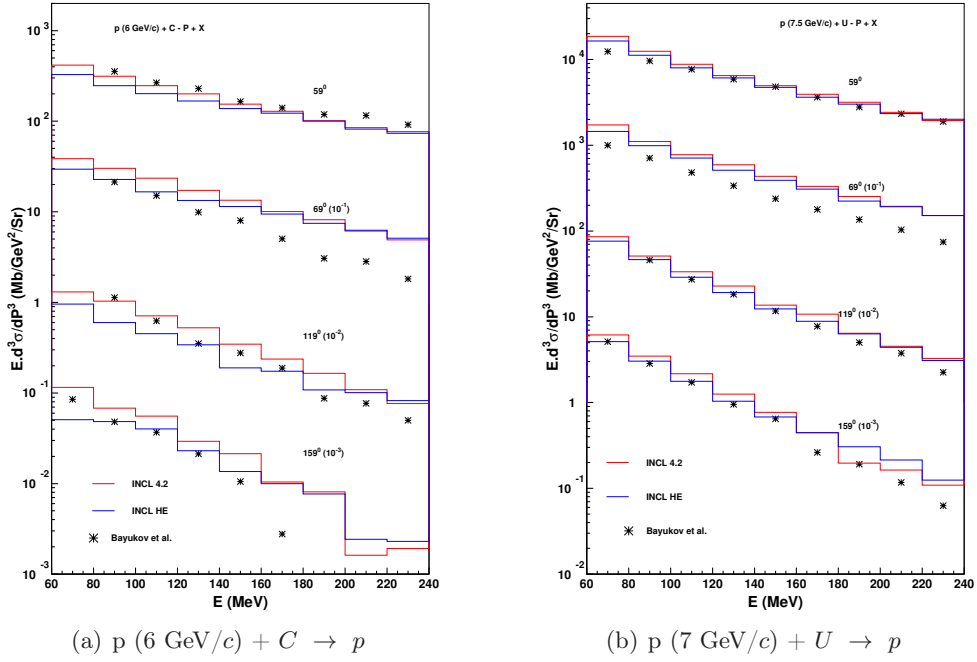 p (6 GeV/c) + C - P + X
E.d³σ/dP³ (Mb/GeV²/Sr)
10³
10²
10
1
10⁻¹
10⁻²
10⁻³
59⁰
69⁰ (10⁻¹)
119⁰ (10⁻²)
159⁰ (10⁻³)
INCL 4.2
INCL HE
Bayukov et al.
60 80 100 120 140 160 180 200 220 240
E (MeV)
(a) p (6 GeV/c) + C → p
p (7.5 GeV/c) + U - P + X
E.d³σ/dP³ (Mb/GeV²/Sr)
10⁴
10³
10²
10
1
10⁻¹
10⁻²
59⁰
69⁰ (10⁻¹)
119⁰ (10⁻²)
159⁰ (10⁻³)
INCL 4.2
INCL HE
Bayukov et al.
60 80 100 120 140 160 180 200 220 240
E (MeV)
(b) p (7 GeV/c) + U → p